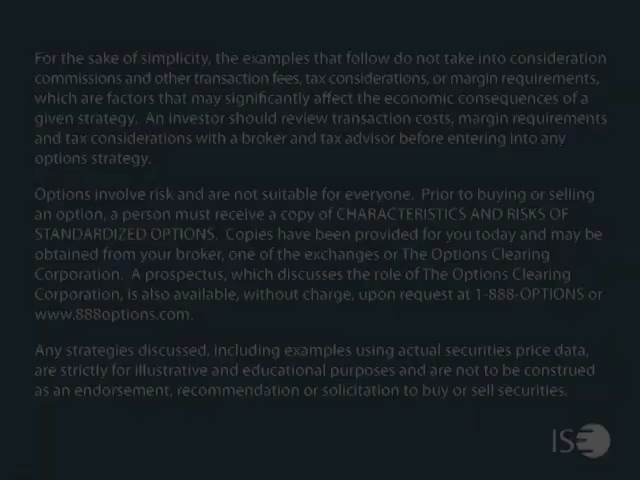 For the sake of simplicity, the examples that follow do not take into consideration
commissions and other transaction fees, tax considerations, or margin requirements,
which are factors that may significantly affect the economic consequences of a
given strategy.  An investor should review transaction costs, margin requirements
and tax considerations with a broker and tax advisor before entering into any
options strategy.
Options involve risk and are not suitable for everyone.  Prior to buying or selling
an option, a person must receive a copy of CHARACTERISTICS AND RISKS OF
STANDARDIZED OPTIONS.  Copies have been provided for you today and may be
obtained from your broker, one of the exchanges or The Options Clearing
Corporation.  A prospectus, which discusses the role of The Options Clearing
Corporation, is also available, without charge, upon request at 1-888-OPTIONS or
www.888options.com.
Any strategies discussed, including examples using actual securities price data,
are strictly for illustrative and educational purposes and are not to be construed
as an endorsement, recommendation or solicitation to buy or sell securities.
ISE